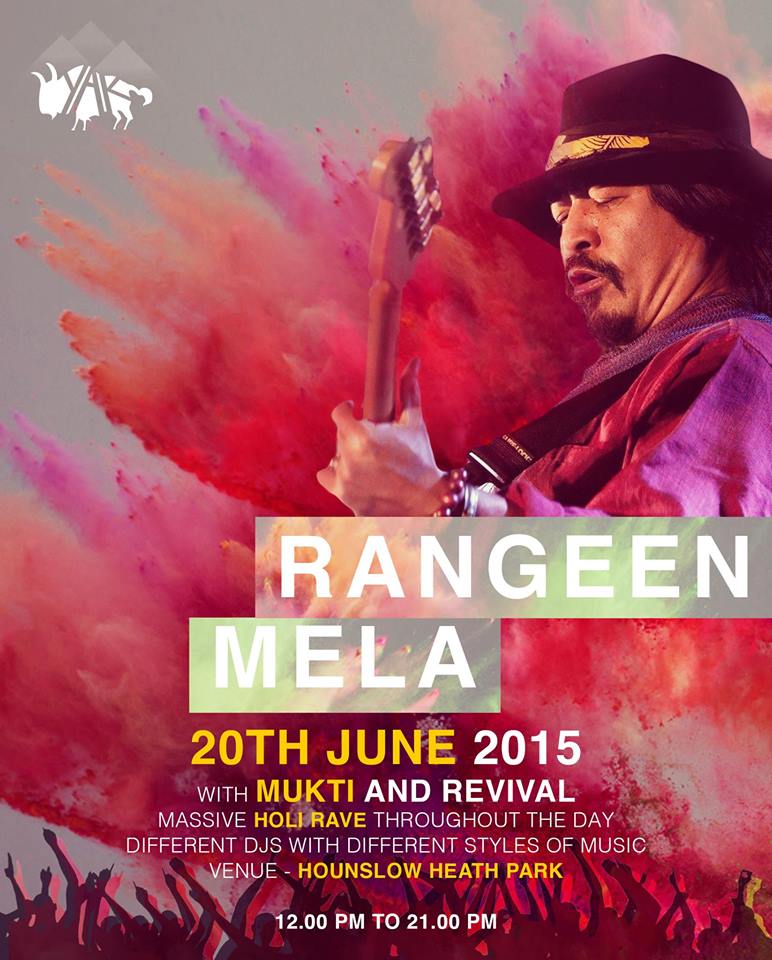 YAK
RANGEEN
MELA
20TH JUNE 2015
WITH MUKTI AND REVIVAL
MASSIVE HOLI RAVE THROUGHOUT THE DAY
DIFFERENT DJS WITH DIFFERENT STYLES OF MUSIC
VENUE - HOUNSLOW HEATH PARK
12.00 PM TO 21.00 PM